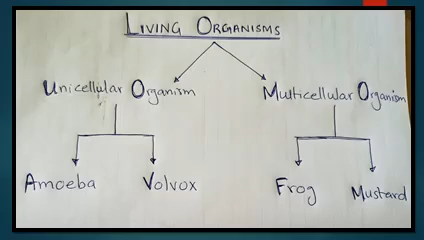 LIVING ORGANISMS
Unicellular Organism Multicellular Organism
Amoeba Volvox Frog Mustard